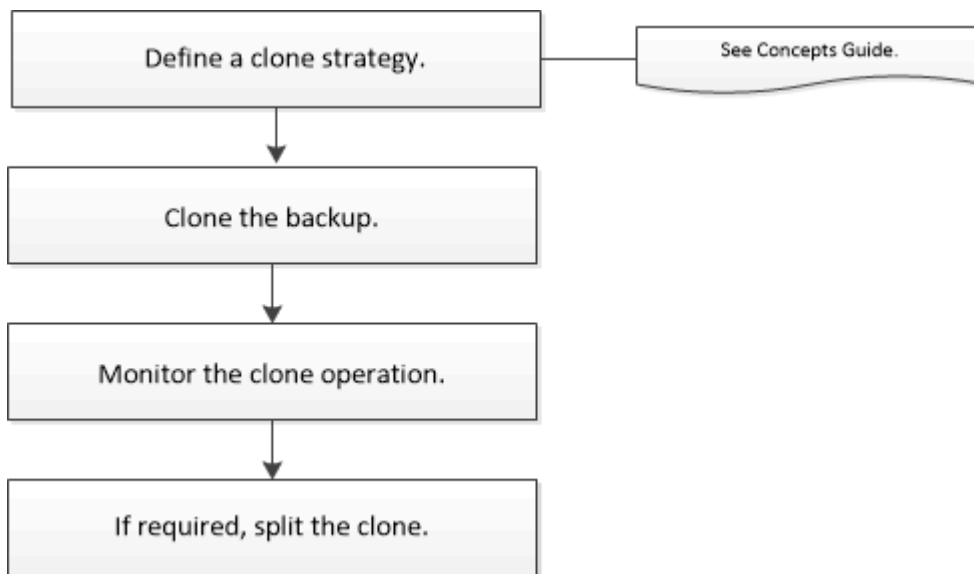 Define a clone strategy.
See Concepts Guide.
Clone the backup.
Monitor the clone operation.
If required, split the clone.